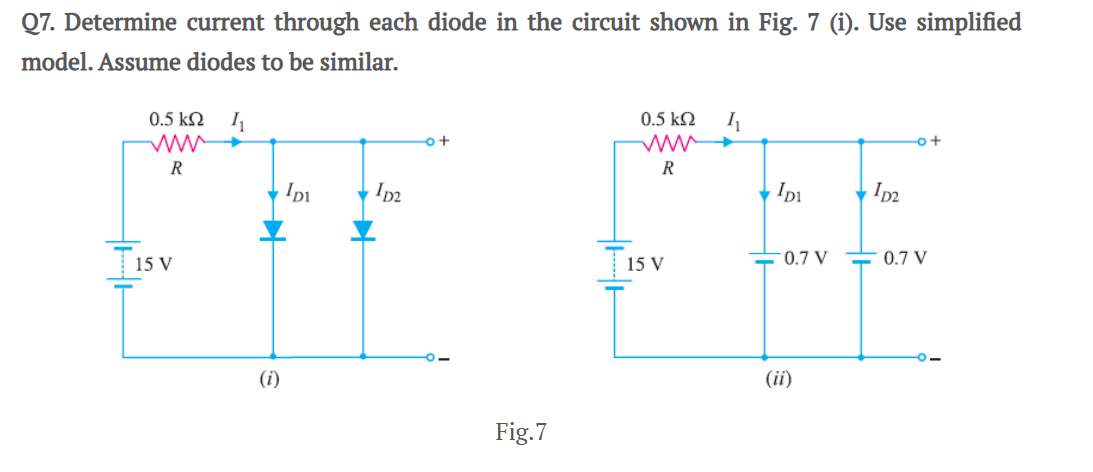 Q7. Determine current through each diode in the circuit shown in Fig. 7 (i). Use simplified
model. Assume diodes to be similar.
0.5 kΩ I1
R
ID1 ID2
15 V
+
–
(i)
0.5 kΩ I1
R
ID1 ID2
15 V 0.7 V 0.7 V
+
–
(ii)
Fig.7